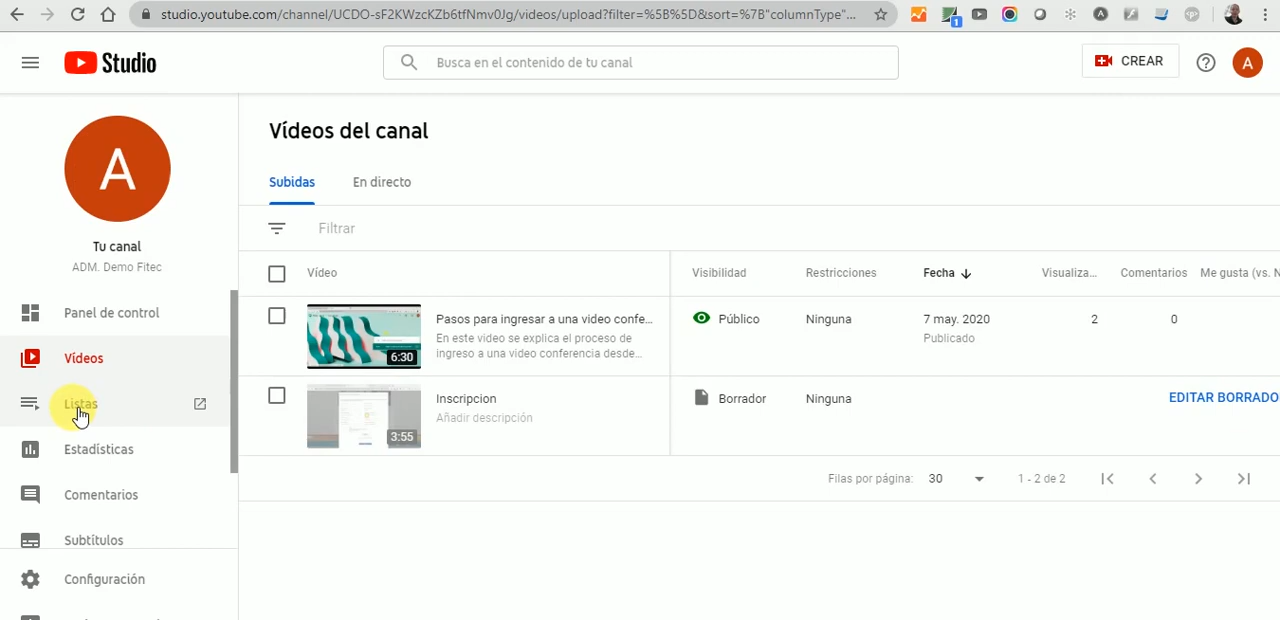 studio.youtube.com/channel/UCDO-sF2KWzcKZb6tfNmv0Jg/videos/upload?filter=%5B%5D&sort=%7B"columnType"...
1
Studio
Busca en el contenido de tu canal
CREAR
A
A
Tu canal
ADM. Demo Fitec
Panel de control
Vídeos
Listas
Estadísticas
Comentarios
Subtítulos
Configuración
Vídeos del canal
Subidas
En directo
Filtrar
Vídeo
Visibilidad
Restricciones
Fecha
Visualiza...
Comentarios
Me gusta (vs. N
6:30
Pasos para ingresar a una video confe...
En este video se explica el proceso de
ingreso a una video conferencia desde...
Público
Ninguna
7 may. 2020
Publicado
2
0
3:55
Inscripcion
Añadir descripción
Borrador
Ninguna
EDITAR BORRADO
Filas por página:
30
1 - 2 de 2